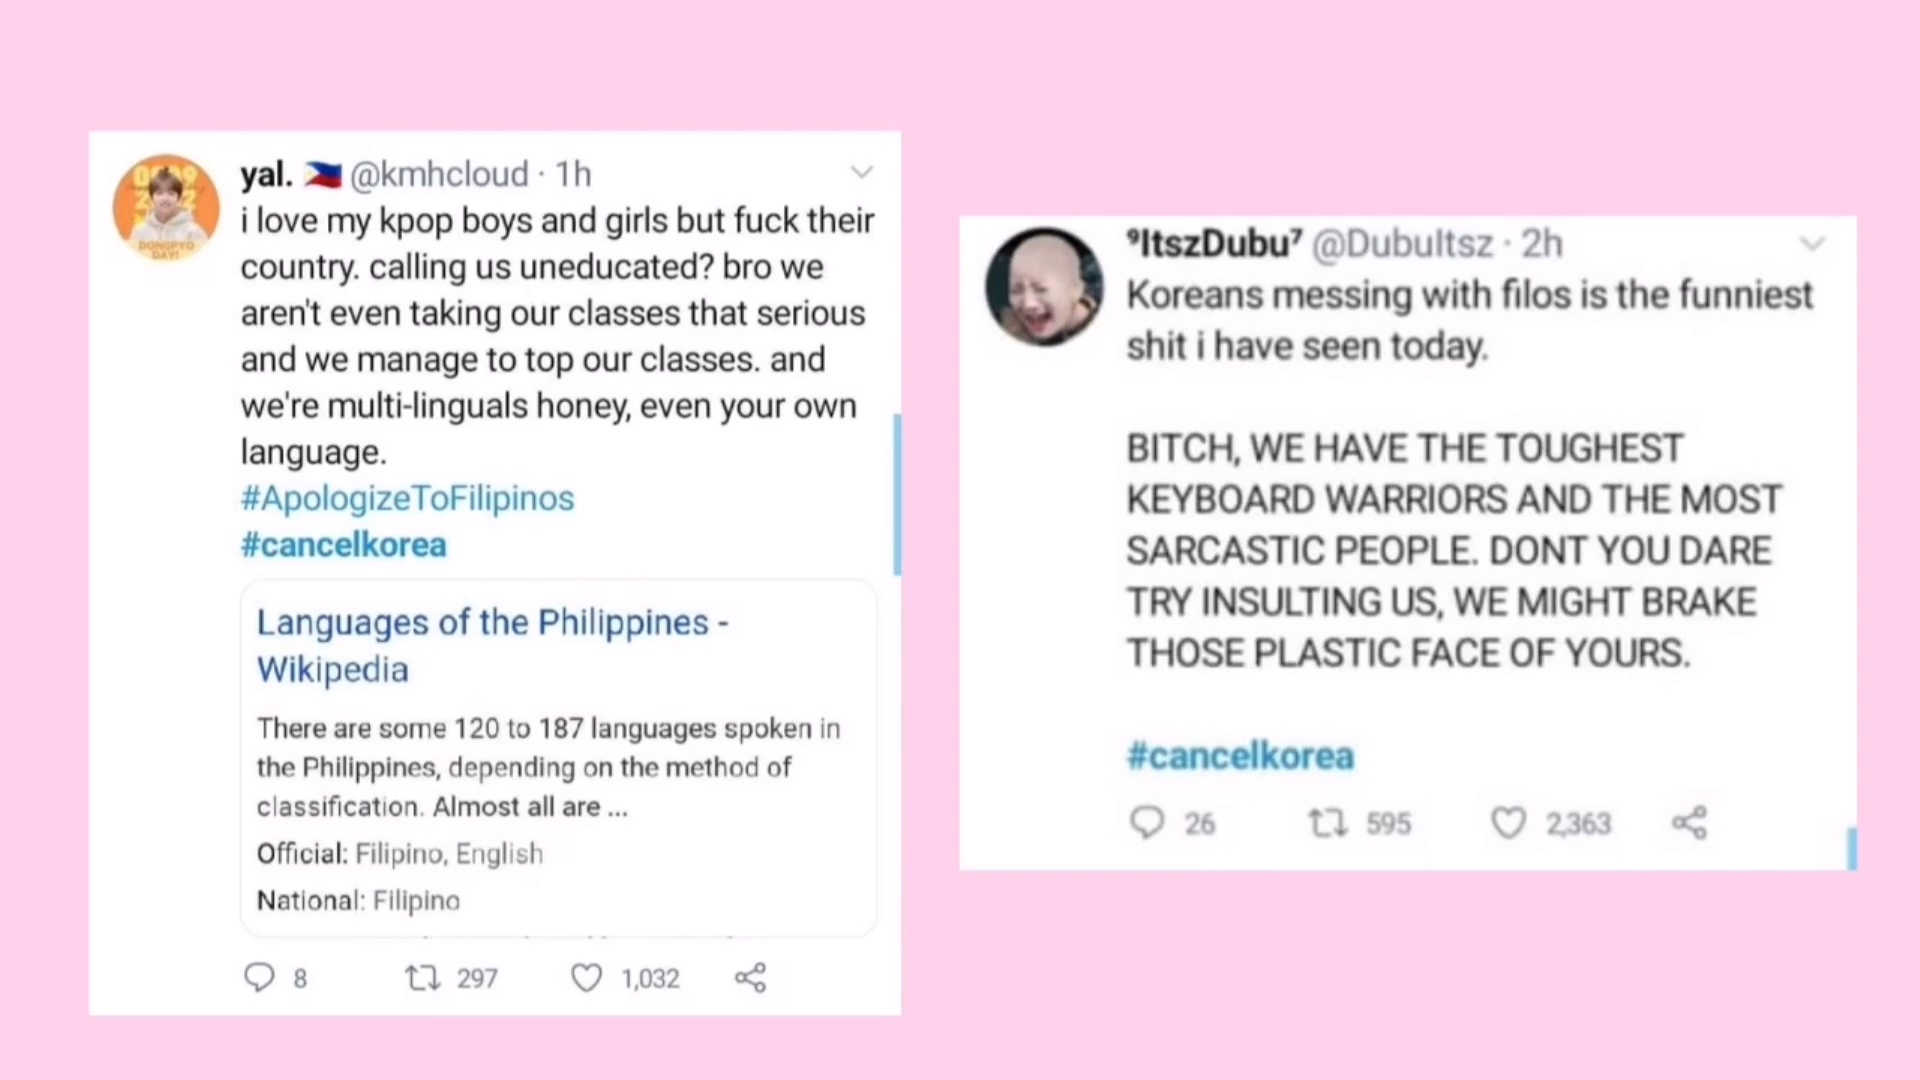 yal. 🇵🇭 @kmhcloud · 1h
i love my kpop boys and girls but fuck their
country. calling us uneducated? bro we
aren't even taking our classes that serious
and we manage to top our classes. and
we're multi-linguals honey, even your own
language.
#ApologizeToFilipinos
#cancelkorea
Languages of the Philippines -
Wikipedia
There are some 120 to 187 languages spoken in
the Philippines, depending on the method of
classification. Almost all are ...
Official: Filipino, English
National: Filipino
8 297 1,032
DONGPYO
DAY!
⁹ItszDubu⁷ @DubuItsz · 2h
Koreans messing with filos is the funniest
shit i have seen today.
BITCH, WE HAVE THE TOUGHEST
KEYBOARD WARRIORS AND THE MOST
SARCASTIC PEOPLE. DONT YOU DARE
TRY INSULTING US, WE MIGHT BRAKE
THOSE PLASTIC FACE OF YOURS.
#cancelkorea
26 595 2,363